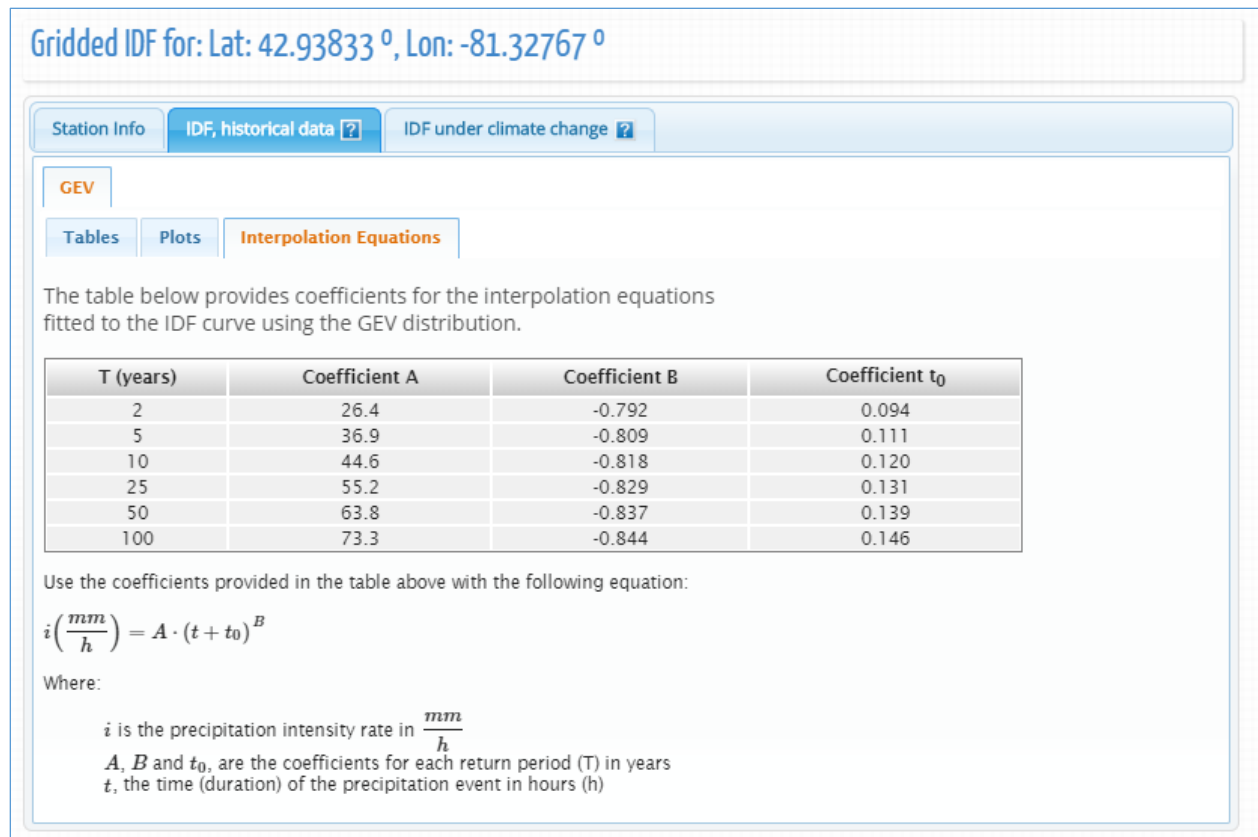 Gridded IDF for: Lat: 42.93833 º, Lon: -81.32767 º
Station Info IDF, historical data ? IDF under climate change ?
GEV
Tables Plots Interpolation Equations
The table below provides coefficients for the interpolation equations
fitted to the IDF curve using the GEV distribution.
T (years) Coefficient A Coefficient B Coefficient t₀
2 26.4 -0.792 0.094
5 36.9 -0.809 0.111
10 44.6 -0.818 0.120
25 55.2 -0.829 0.131
50 63.8 -0.837 0.139
100 73.3 -0.844 0.146
Use the coefficients provided in the table above with the following equation:
i(mm/h) = A · (t + t₀)^B
Where:
i is the precipitation intensity rate in mm/h
A, B and t₀, are the coefficients for each return period (T) in years
t, the time (duration) of the precipitation event in hours (h)